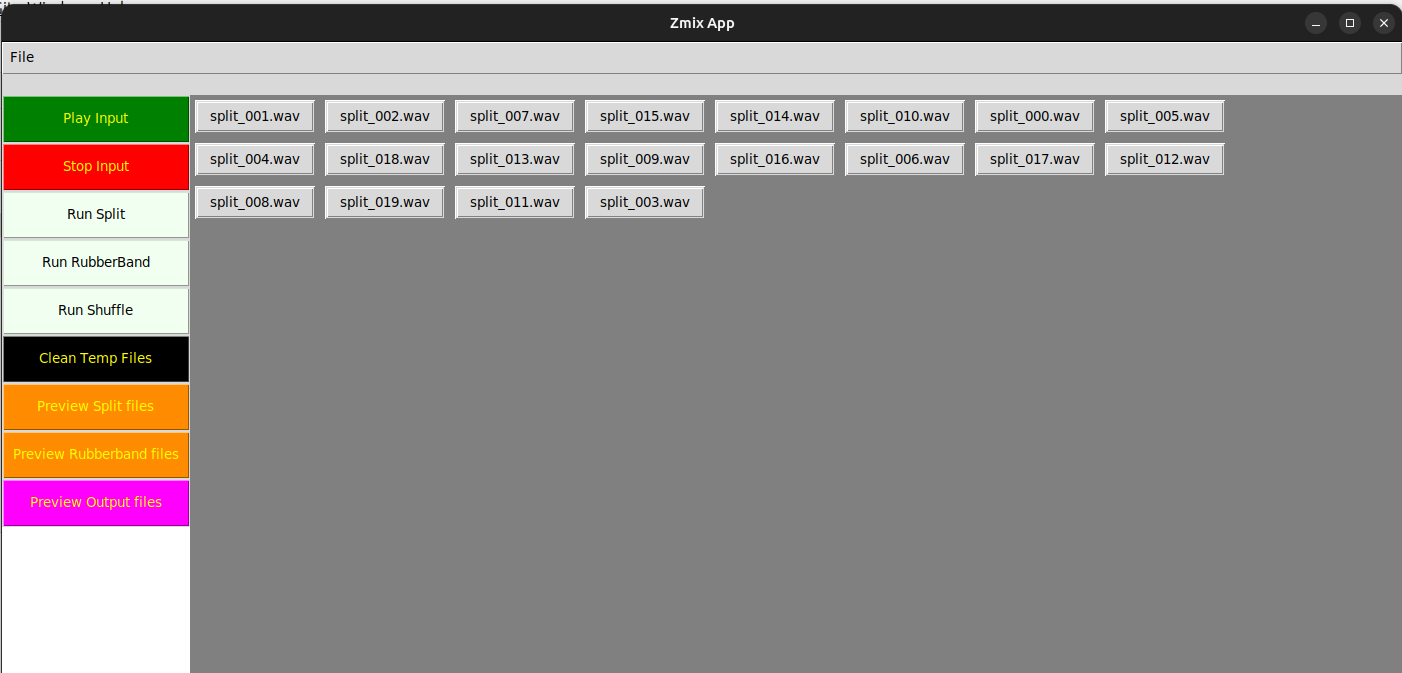 Zmix App
File
Play Input
Stop Input
Run Split
Run RubberBand
Run Shuffle
Clean Temp Files
Preview Split files
Preview Rubberband files
Preview Output files
split_001.wav split_002.wav split_007.wav split_015.wav split_014.wav split_010.wav split_000.wav split_005.wav
split_004.wav split_018.wav split_013.wav split_009.wav split_016.wav split_006.wav split_017.wav split_012.wav
split_008.wav split_019.wav split_011.wav split_003.wav